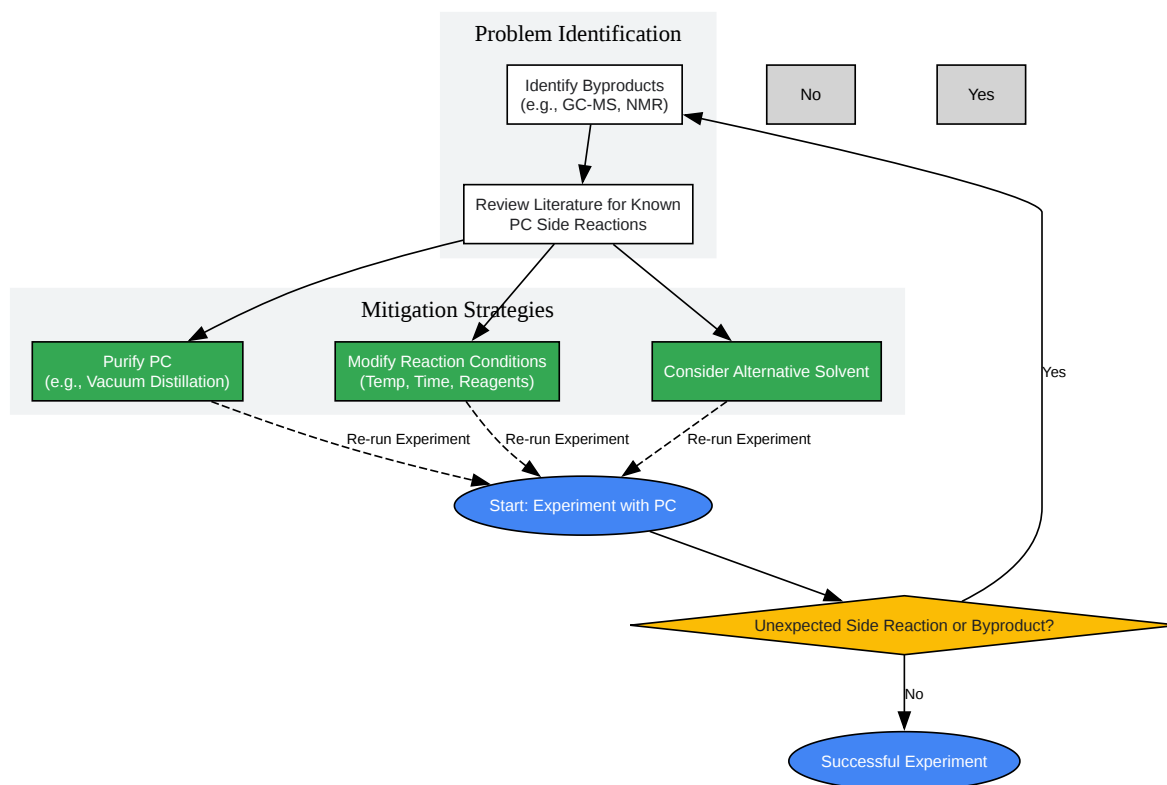 Problem Identification
Identify Byproducts
(e.g., GC-MS, NMR)
No
Yes
Review Literature for Known
PC Side Reactions
Mitigation Strategies
Purify PC
(e.g., Vacuum Distillation)
Modify Reaction Conditions
(Temp, Time, Reagents)
Consider Alternative Solvent
Yes
Re-run Experiment
Re-run Experiment
Re-run Experiment
Start: Experiment with PC
Unexpected Side Reaction or Byproduct?
No
Successful Experiment